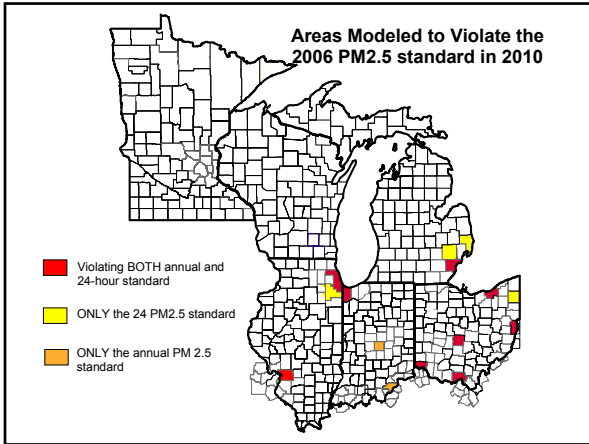 Areas Modeled to Violate the
2006 PM2.5 standard in 2010
Violating BOTH annual and
24-hour standard
ONLY the 24 PM2.5 standard
ONLY the annual PM 2.5
standard